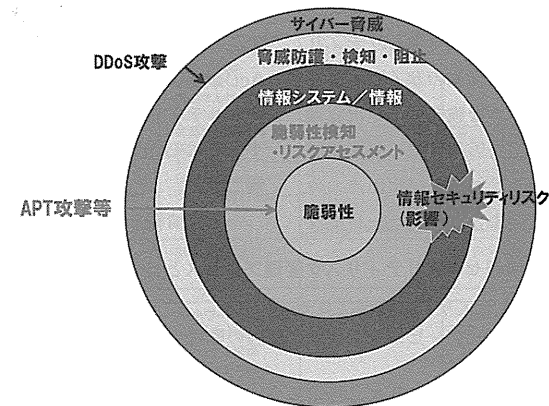 サイバー脅威
DDoS攻撃
脅威防護・検知・阻止
情報システム／情報
脆弱性検知
・リスクアセスメント
APT攻撃等
脆弱性
情報セキュリティリスク
(影響)